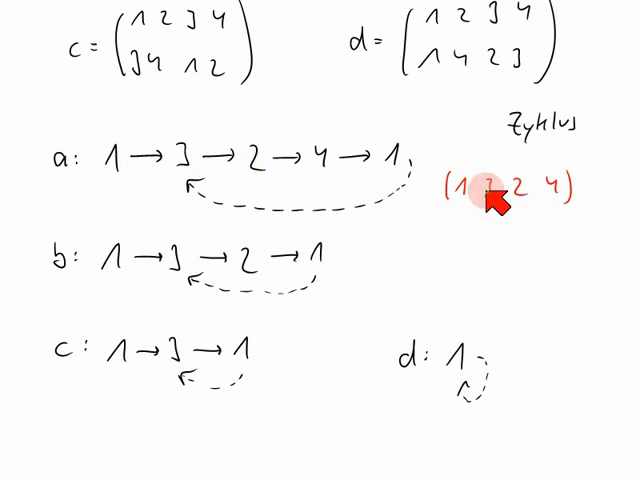 c = ( 1 2 3 4
3 4 1 2 )
d = ( 1 2 3 4
1 4 2 3 )
Zyklus
a: 1 → 3 → 2 → 4 → 1
(1 3 2 4)
b: 1 → 3 → 2 → 1
c: 1 → 3 → 1
d: 1